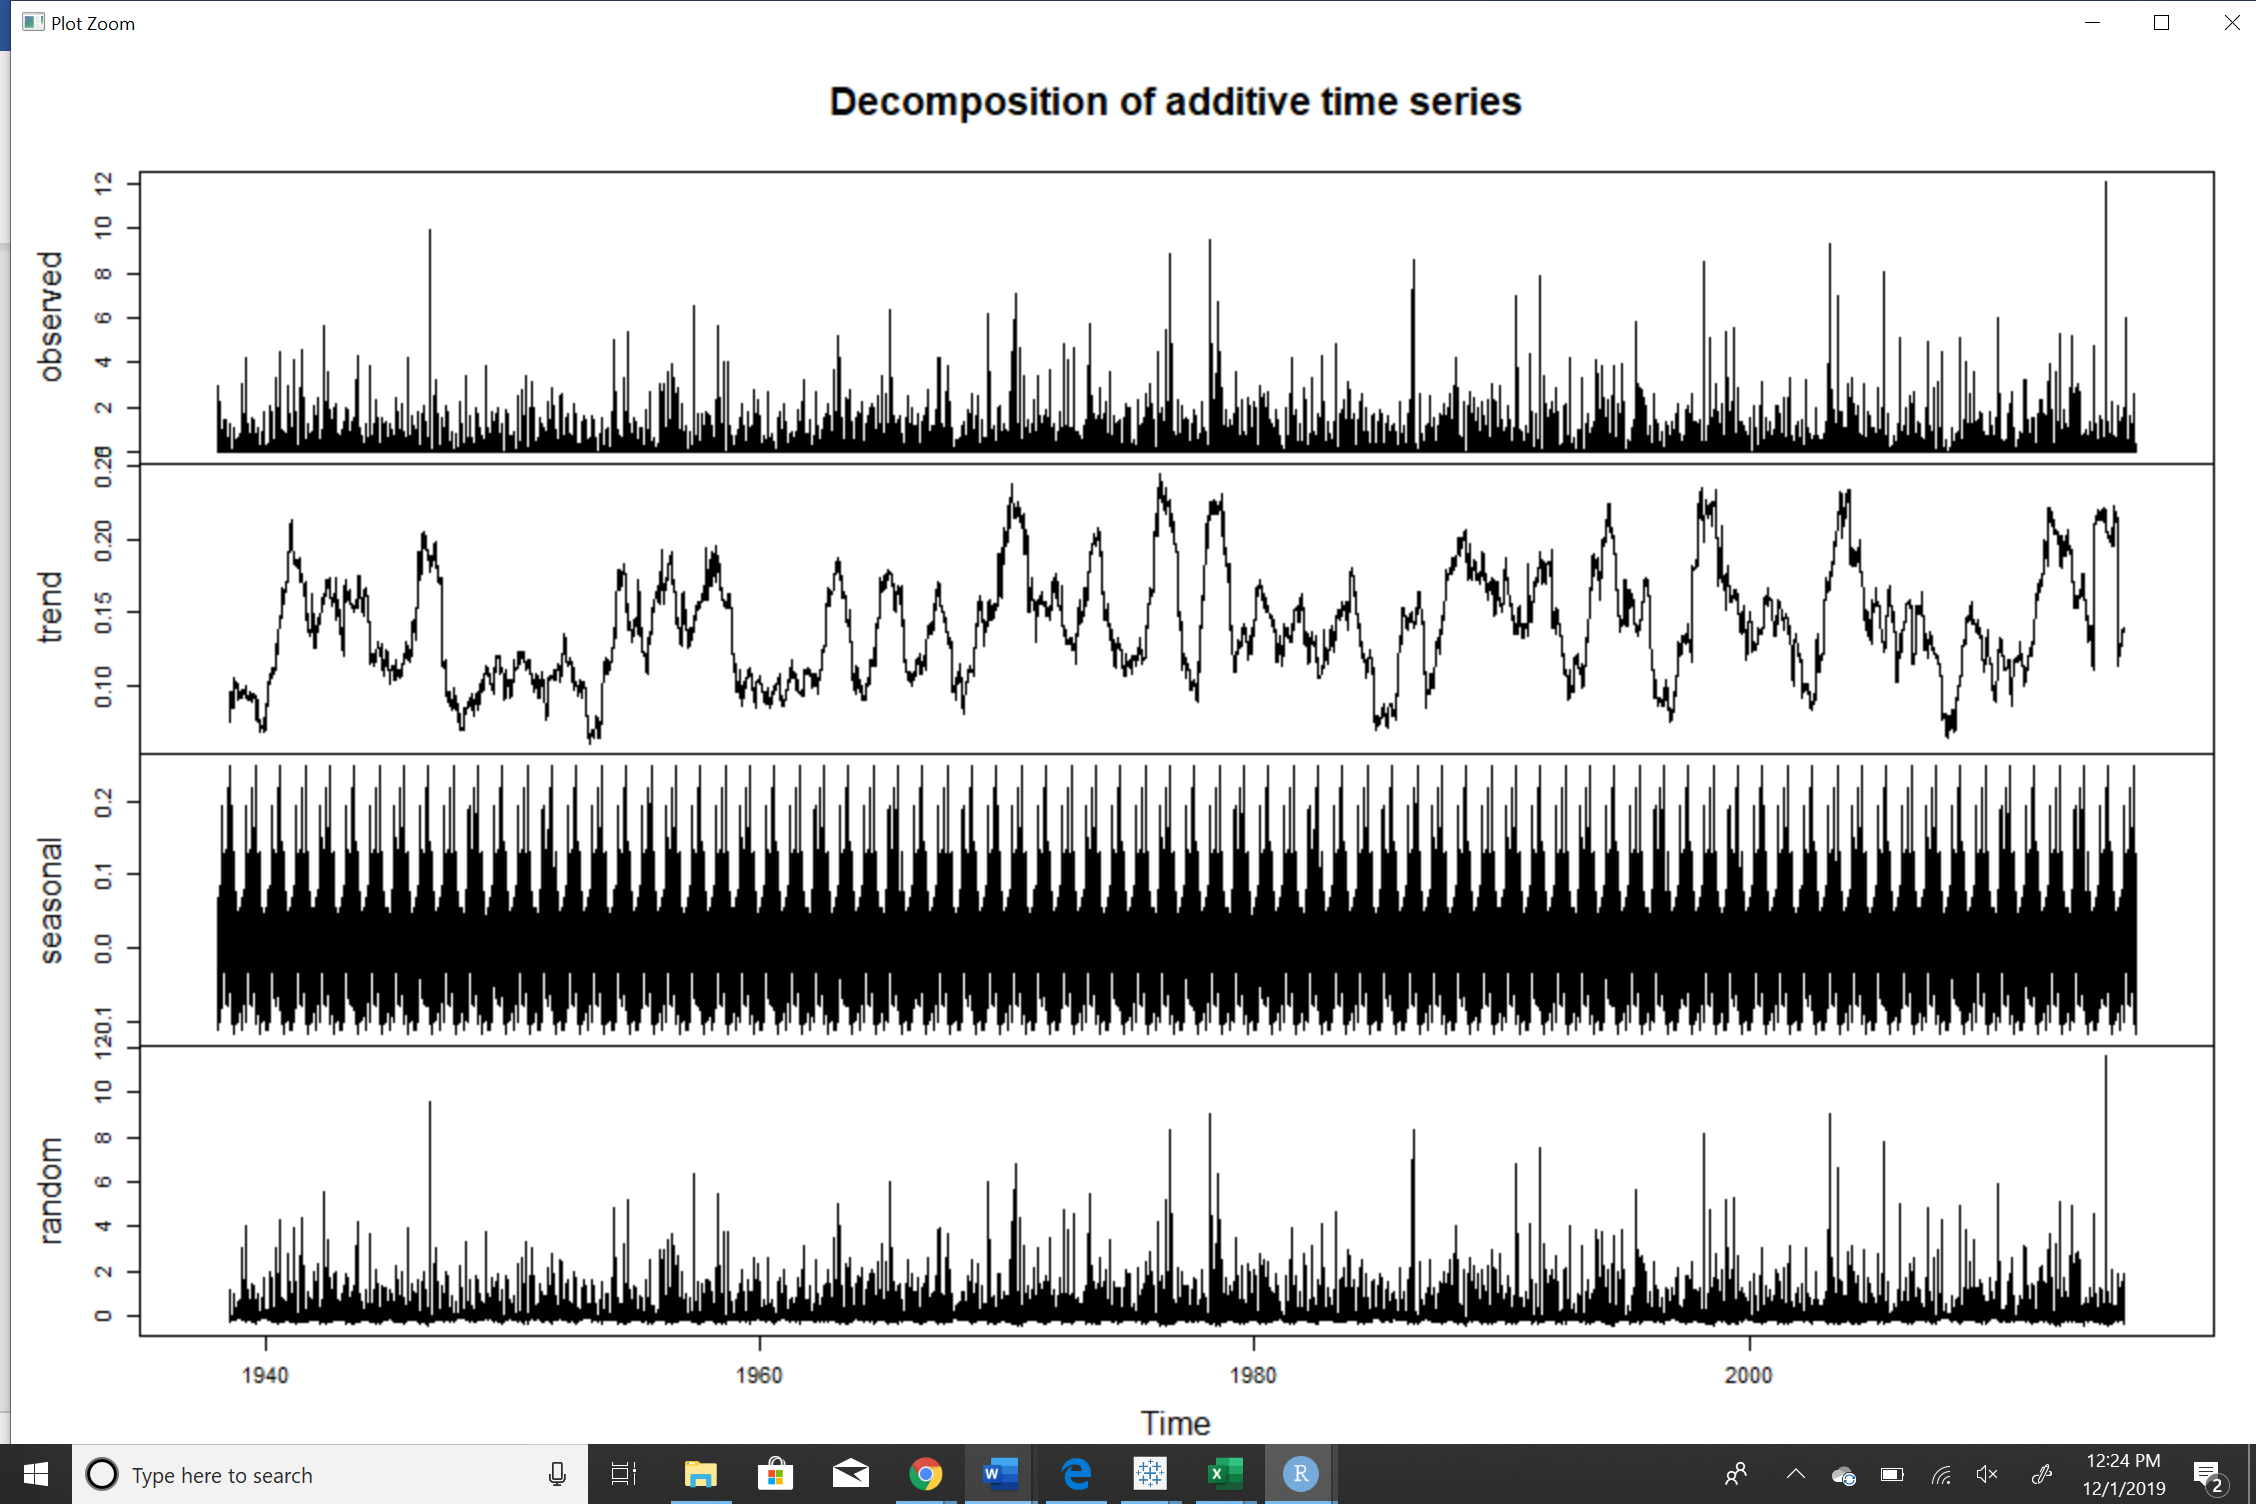 Plot Zoom
Decomposition of additive time series
observed
0 2 4 6 8 10 12
trend
0.10 0.15 0.20
seasonal
0.0 0.1 0.2
random
0 2 4 6 8 10
1940 1960 1980 2000
Time
Type here to search
W
X
R
12:24 PM
12/1/2019
2